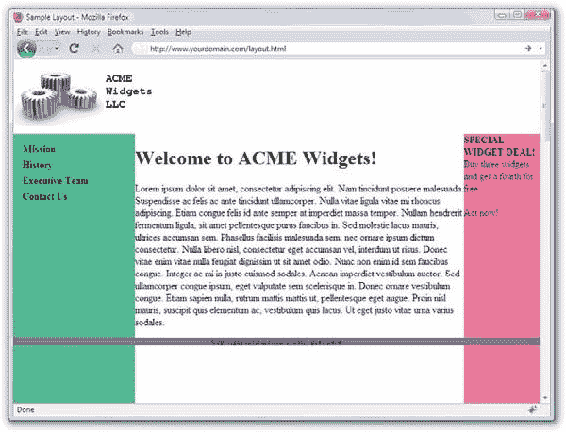 Sample Layout - Mozilla Firefox
File Edit View History Bookmarks Tools Help
http://www.yourdomain.com/layout.html
ACME
Widgets
LLC
Mission
History
Executive Team
Contact Us
Welcome to ACME Widgets!
Lorem ipsum dolor sit amet, consectetur adipiscing elit. Nam tincidunt posuere malesuada
Suspendisse ac felis ac ante tincidunt ullamcorper. Nulla vitae ligula vitae mi rhoncus
adipiscing. Etiam congue felis id ante semper at imperdiet massa tempor. Nullam hendrerit
fermentum ligula, sit amet pellentesque purus faucibus in. Sed molestie lacus mauris,
ultrices accumsan sem. Phasellus facilisis malesuada sem, nec ornare ipsum dictum
consectetur. Nulla libero nisl, consectetur eget accumsan vel, interdum ut risus. Donec
vitae enim vitae nulla feugiat dignissim ut sit amet odio. Nunc non enim id sem faucibus
congue. Integer ac mi in justo euismod sodales. Aenean imperdiet vestibulum auctor. Sed
ullamcorper congue ipsum, eget vulputate sem scelerisque in. Donec ornare vestibulum
congue. Etiam sapien nulla, rutrum mattis mattis ut, pellentesque eget augue. Proin nisl
mauris, suscipit quis elementum ac, vestibulum quis lacus. Ut eget justo vitae urna varius
sodales.
SPECIAL
WIDGET DEAL!
Buy three widgets
and get a fourth for
free
Act now!
Done